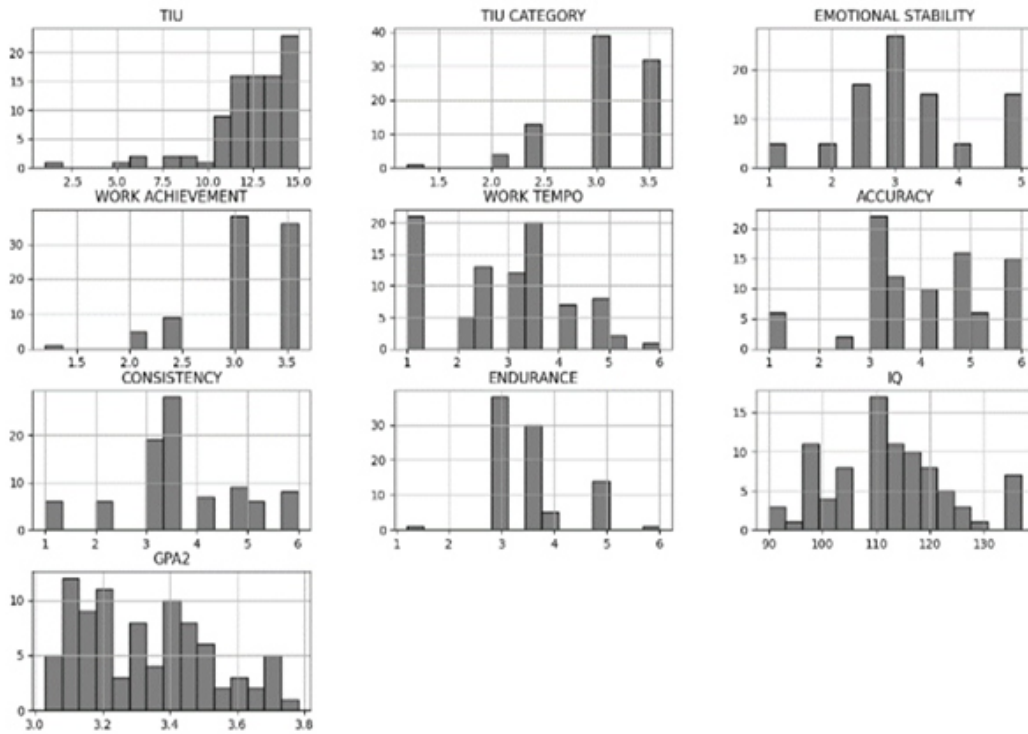 TIU TIU CATEGORY EMOTIONAL STABILITY
20 15 10 5 0
2.5 5.0 7.5 10.0 12.5 15.0
40 30 20 10 0
1.5 2.0 2.5 3.0 3.5
20 10 0
1 2 3 4 5
WORK ACHIEVEMENT WORK TEMPO ACCURACY
30 20 10 0
1.5 2.0 2.5 3.0 3.5
20 15 10 5 0
1 2 3 4 5 6
20 15 10 5 0
1 2 3 4 5 6
CONSISTENCY ENDURANCE IQ
20 10 0
1 2 3 4 5 6
30 20 10 0
1 2 3 4 5 6
15 10 5 0
90 100 110 120 130
GPA2
10 5 0
3.0 3.2 3.4 3.6 3.8